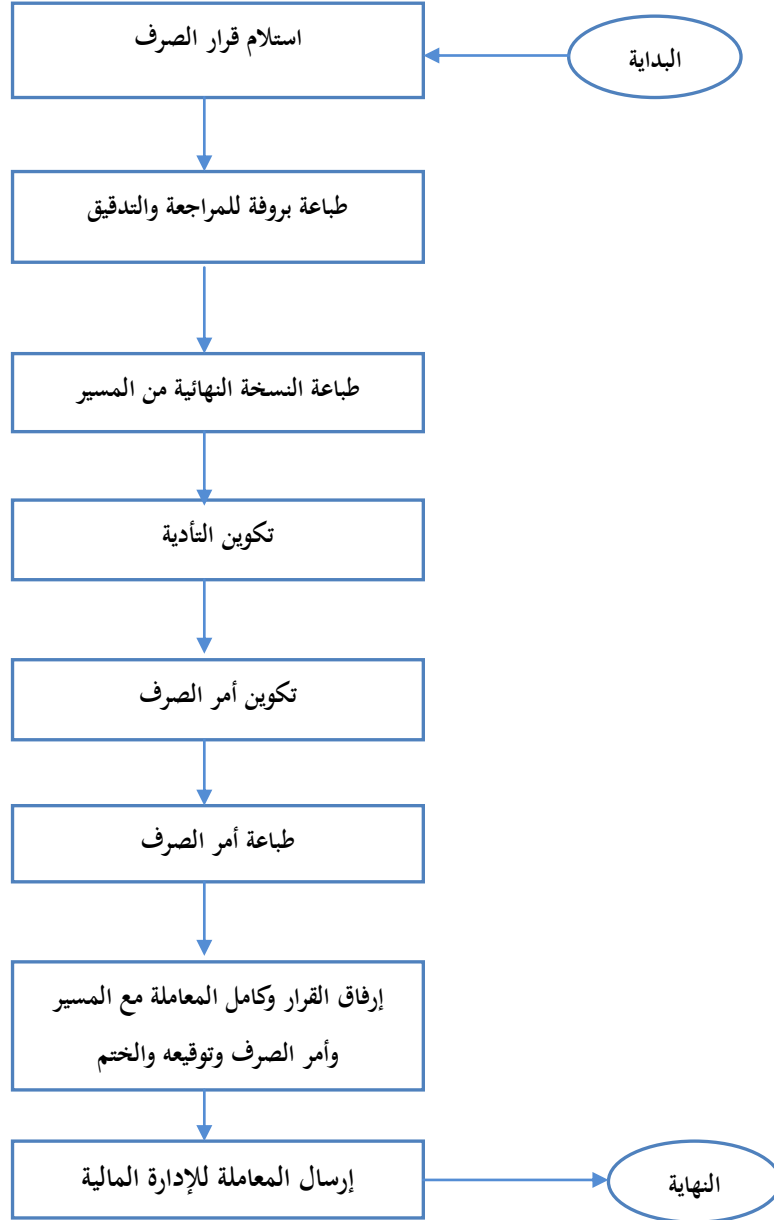 البداية
استلام قرار الصرف
طباعة بروفة للمراجعة والتدقيق
طباعة النسخة النهائية من المسير
تكوين التأدية
تكوين أمر الصرف
طباعة أمر الصرف
إرفاق القرار وكامل المعاملة مع المسير
وأمر الصرف وتوقيعه والختم
إرسال المعاملة للإدارة المالية
النهاية